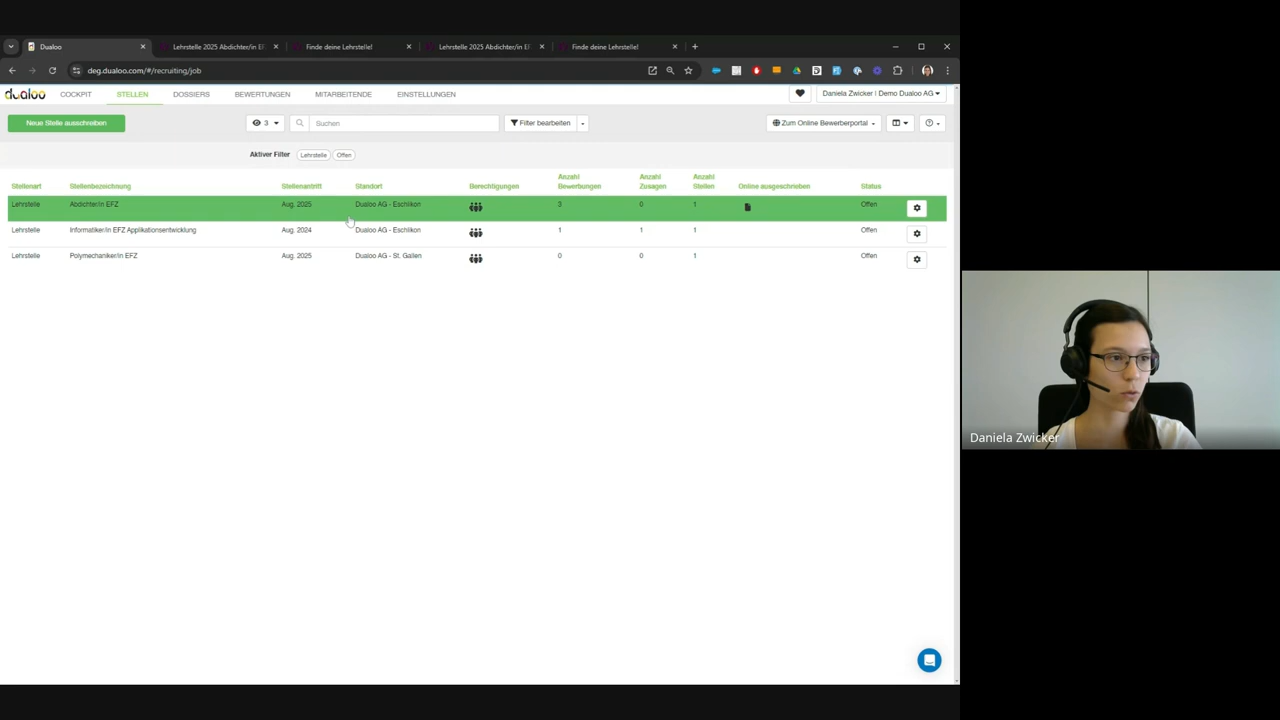 Dualoo
Lehrstelle 2025 Abdichter/in EF
Finde deine Lehrstelle!
Lehrstelle 2025 Abdichter/in EF
Finde deine Lehrstelle!
deg.dualoo.com/#/recruiting/job
dualoo
COCKPIT
STELLEN
DOSSIERS
BEWERTUNGEN
MITARBEITENDE
EINSTELLUNGEN
Daniela Zwicker | Demo Dualoo AG
Neue Stelle ausschreiben
3
Suchen
Filter bearbeiten
Zum Online Bewerberportal
Aktiver Filter
Lehrstelle
Offen
Stellenart
Stellenbezeichnung
Stellenantritt
Standort
Berechtigungen
Anzahl
Bewerbungen
Anzahl
Zusagen
Anzahl
Stellen
Online ausgeschrieben
Status
Lehrstelle Abdichter/in EFZ Aug. 2025 Dualoo AG - Eschlikon 3 0 1 Offen
Lehrstelle Informatiker/in EFZ Applikationsentwicklung Aug. 2024 Dualoo AG - Eschlikon 1 1 1 Offen
Lehrstelle Polymechaniker/in EFZ Aug. 2025 Dualoo AG - St. Gallen 0 0 1 Offen
Daniela Zwicker